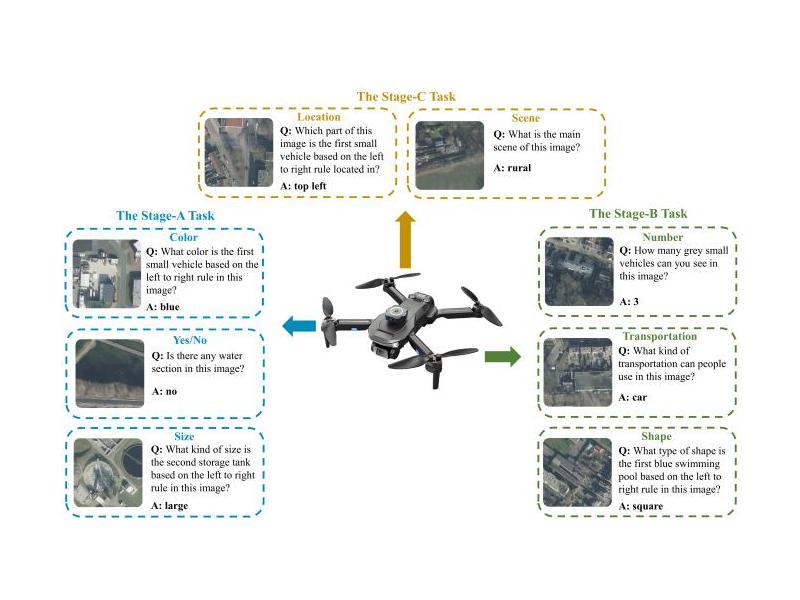 The Stage-C Task
Location
Q: Which part of this
image is the first small
vehicle based on the left
to right rule located in?
A: top left
Scene
Q: What is the main
scene of this image?
A: rural
The Stage-A Task
Color
Q: What color is the first
small vehicle based on the
left to right rule in this
image?
A: blue
Yes/No
Q: Is there any water
section in this image?
A: no
Size
Q: What kind of size is
the second storage tank
based on the left to right
rule in this image?
A: large
The Stage-B Task
Number
Q: How many grey small
vehicles can you see in
this image?
A: 3
Transportation
Q: What kind of
transportation can people
use in this image?
A: car
Shape
Q: What type of shape is
the first blue swimming
pool based on the left to
right rule in this image?
A: square